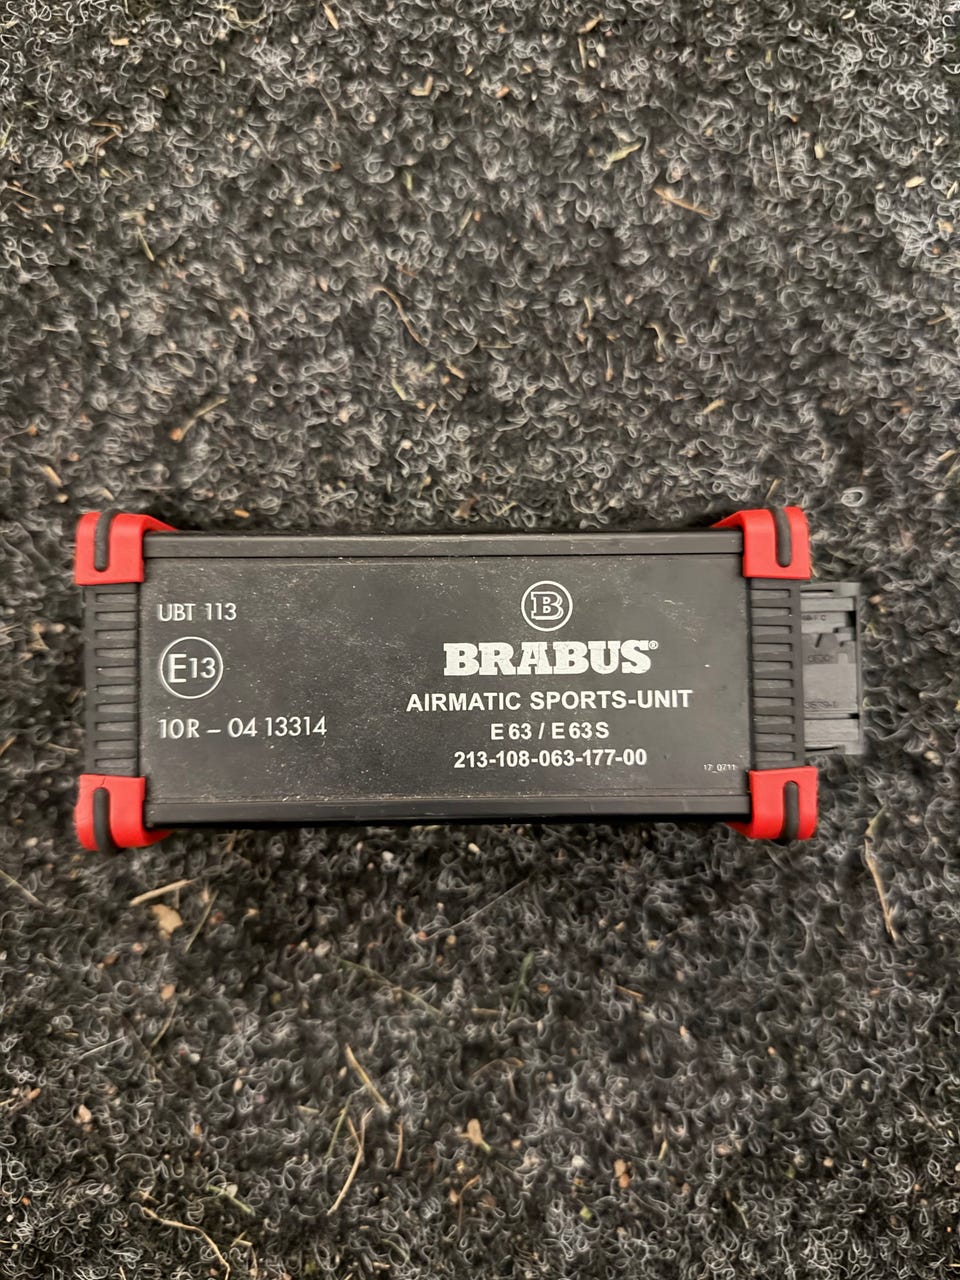 UBT 113
E13
10R – 04 13314
B
BRABUS®
AIRMATIC SPORTS-UNIT
E 63 / E 63 S
213-108-063-177-00
17_0711